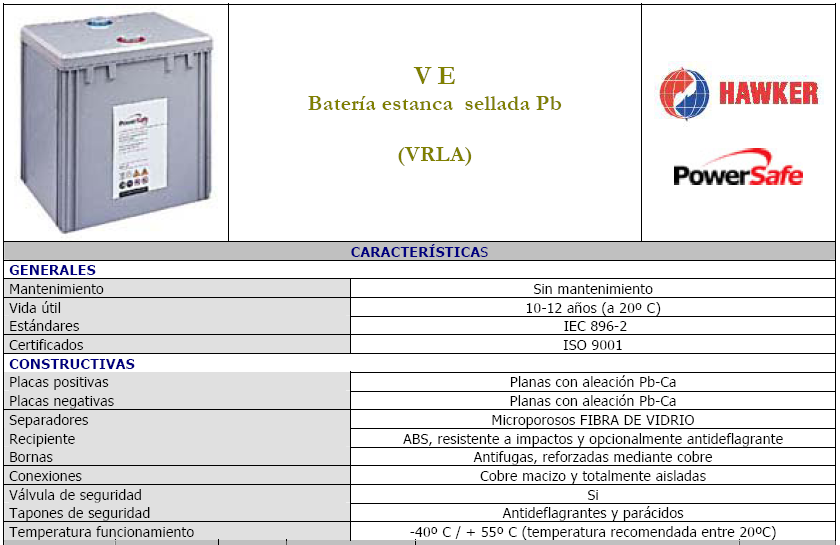 PowerSafe
V E
Batería estanca sellada Pb
(VRLA)
HAWKER
PowerSafe
CARACTERÍSTICAS
GENERALES
Mantenimiento Sin mantenimiento
Vida útil 10-12 años (a 20º C)
Estándares IEC 896-2
Certificados ISO 9001
CONSTRUCTIVAS
Placas positivas Planas con aleación Pb-Ca
Placas negativas Planas con aleación Pb-Ca
Separadores Microporosos FIBRA DE VIDRIO
Recipiente ABS, resistente a impactos y opcionalmente antideflagrante
Bornas Antifugas, reforzadas mediante cobre
Conexiones Cobre macizo y totalmente aisladas
Válvula de seguridad Si
Tapones de seguridad Antideflagrantes y parácidos
Temperatura funcionamiento -40º C / + 55º C (temperatura recomendada entre 20ºC)